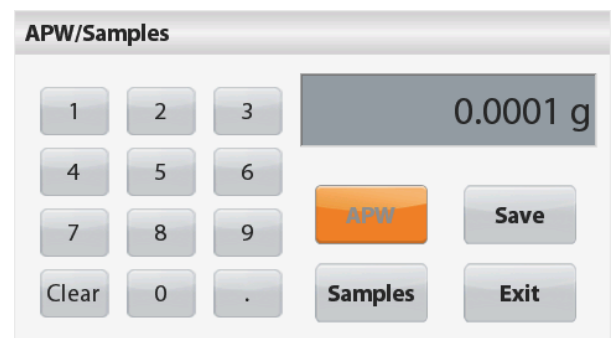 APW/Samples
0.0001 g
1 2 3
4 5 6
APW Save
7 8 9
Clear 0 .
Samples Exit